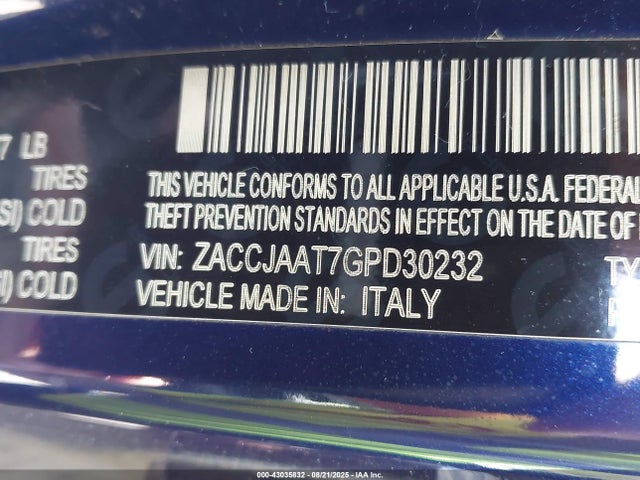 7 LB
TIRES
SI) COLD
TIRES
SI) COLD
THIS VEHICLE CONFORMS TO ALL APPLICABLE U.S.A. FEDERAL
THEFT PREVENTION STANDARDS IN EFFECT ON THE DATE OF
VIN: ZACCJAAT7GPD30232
VEHICLE MADE IN: ITALY
TY
000-43035832 - 08/21/2025 - IAA Inc.